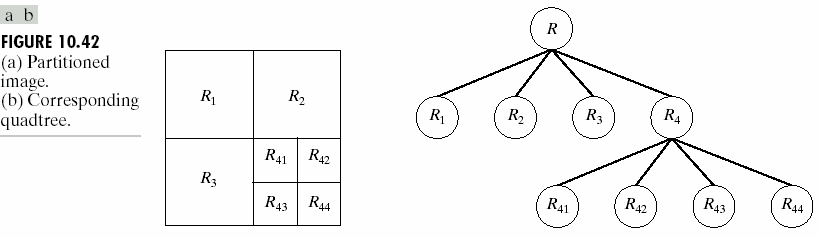 a b
FIGURE 10.42
(a) Partitioned
image.
(b) Corresponding
quadtree.
R1 R2
R3
R41 R42
R43 R44
R
R1 R2 R3 R4
R41 R42 R43 R44